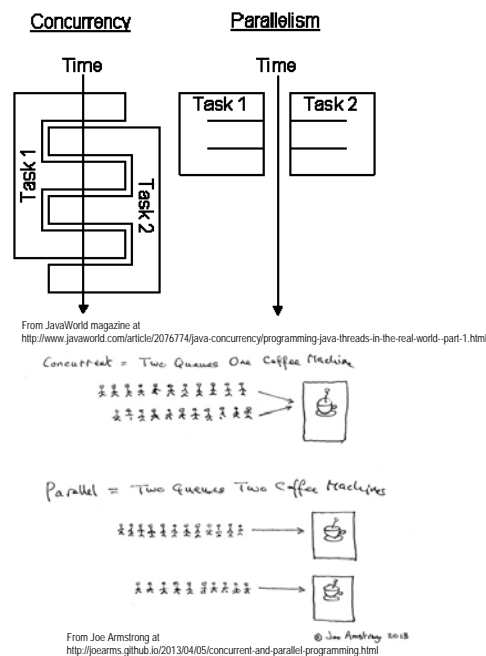 Concurrency
Parallelism
Time
Time
Task 1
Task 2
Task 1
Task 2
From JavaWorld magazine at
http://www.javaworld.com/article/2076774/java-concurrency/programming-java-threads-in-the-real-world--part-1.html
Concurrent = Two Queues One Coffee Machine
Parallel = Two Queues Two Coffee Machines
© Joe Armstrong 2013
From Joe Armstrong at
http://joearms.github.io/2013/04/05/concurrent-and-parallel-programming.html